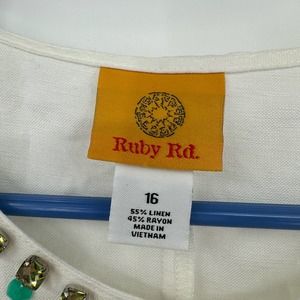 Ruby Rd.
16
55% LINEN
45% RAYON
MADE IN
VIETNAM